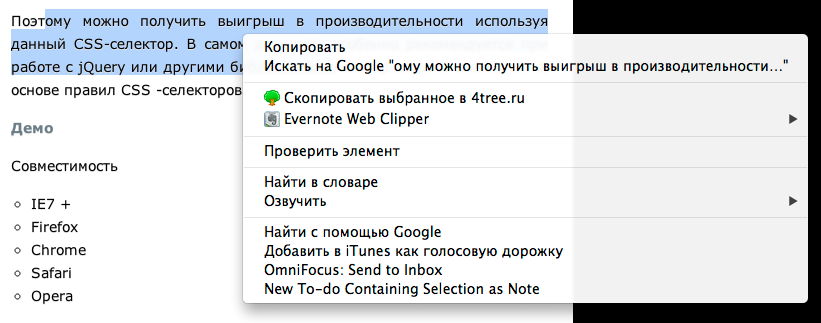 Поэтому можно получить выигрыш в производительности используя
данный CSS-селектор. В самом
работе с jQuery или другими би
основе правил CSS -селекторов
Демо
Совместимость
IE7 +
Firefox
Chrome
Safari
Opera
Копировать
Искать на Google "ому можно получить выигрыш в производительности..."
Скопировать выбранное в 4tree.ru
Evernote Web Clipper
Проверить элемент
Найти в словаре
Озвучить
Найти с помощью Google
Добавить в iTunes как голосовую дорожку
OmniFocus: Send to Inbox
New To-do Containing Selection as Note